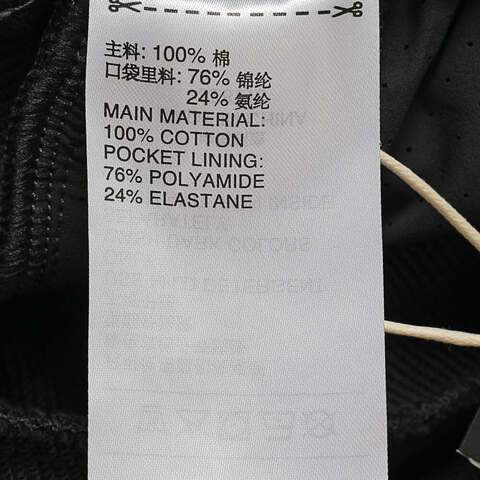 主料: 100% 棉
口袋里料: 76% 锦纶
24% 氨纶
MAIN MATERIAL:
100% COTTON
POCKET LINING:
76% POLYAMIDE
24% ELASTANE